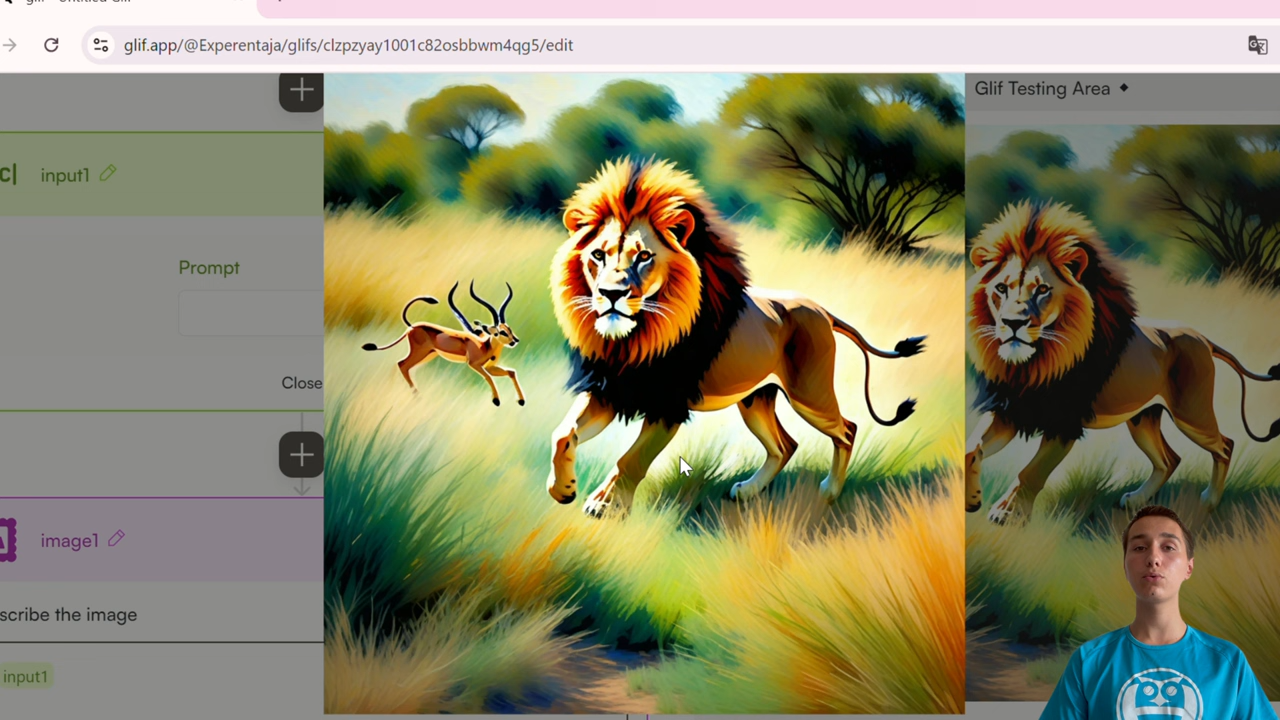 glif.app/@Experentaja/glifs/clzpzyay1001c82osbbwm4qg5/edit
Glif Testing Area
input1
Prompt
Close
image1
scribe the image
input1